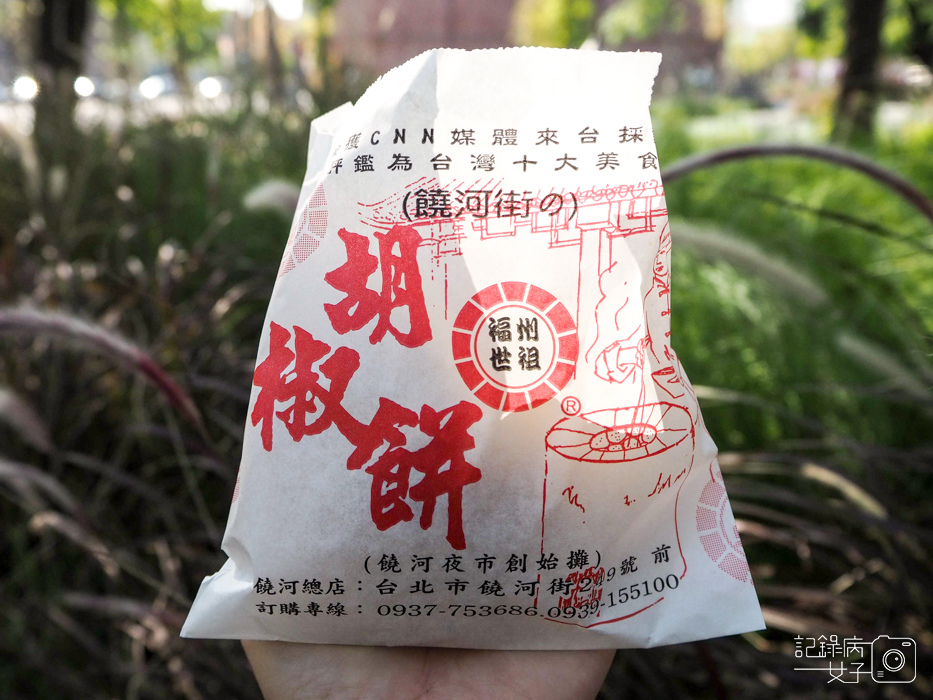 獲CNN媒體來台採
評鑑為台灣十大美食
(饒河街の)
胡椒餅
福州
世祖
®
(饒河夜市創始攤)
饒河總店：台北市饒河街249號 前
訂購專線：0937-753686.0939-155100
記錄病
女子